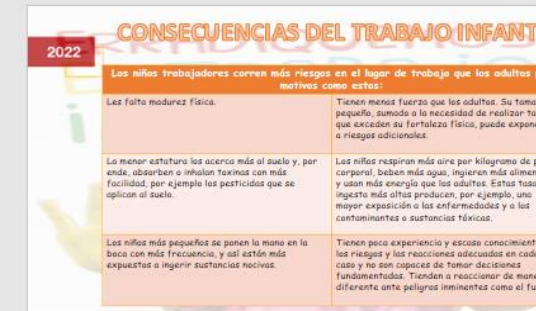 CONSECUENCIAS DEL TRABAJO INFANT
2022
Los niños trabajadores corren más riesgos en el lugar de trabajo que los adultos
motivos como estos:
Les falta madurez física.
Tienen menos fuerza que los adultos. Su tama
pequeño, sumado a la necesidad de realizar ta
que exceden su fortaleza física, puede expon
a riesgos adicionales.
La menor estatura los acerca más al suelo y, por
ende, absorben o inhalan toxinas con más
facilidad, por ejemplo los pesticidas que se
aplican al suelo.
Los niños respiran más aire por kilogramo de p
corporal, beben más agua, ingieren más alimen
y usan más energía que los adultos. Estas tasa
ingesta más altas producen, por ejemplo, una
mayor exposición a las enfermedades y a los
contaminantes o sustancias tóxicas.
Los niños más pequeños se ponen la mano en la
boca con más frecuencia, y así están más
expuestos a ingerir sustancias nocivas.
Tienen poca experiencia y escaso conocimient
los riesgos y las reacciones adecuadas en cad
caso y no son capaces de tomar decisiones
fundamentadas. Tienden a reaccionar de mane
diferente ante peligros inminentes como el fu